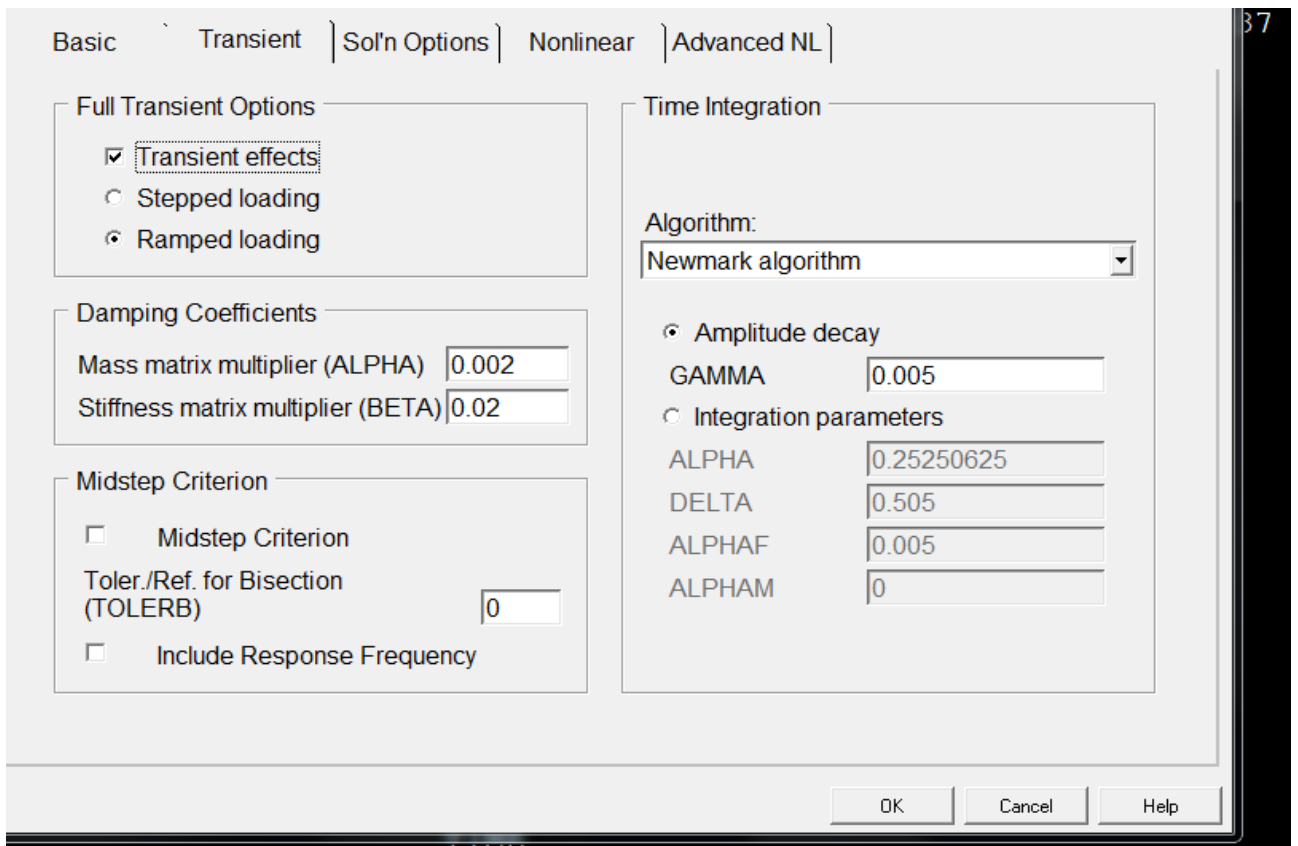 37
Basic Transient Sol'n Options Nonlinear Advanced NL
Full Transient Options
Transient effects
Stepped loading
Ramped loading
Damping Coefficients
Mass matrix multiplier (ALPHA) 0.002
Stiffness matrix multiplier (BETA) 0.02
Midstep Criterion
Midstep Criterion
Toler./Ref. for Bisection
(TOLERB) 0
Include Response Frequency
Time Integration
Algorithm:
Newmark algorithm
Amplitude decay
GAMMA 0.005
Integration parameters
ALPHA 0.25250625
DELTA 0.505
ALPHAF 0.005
ALPHAM 0
OK Cancel Help